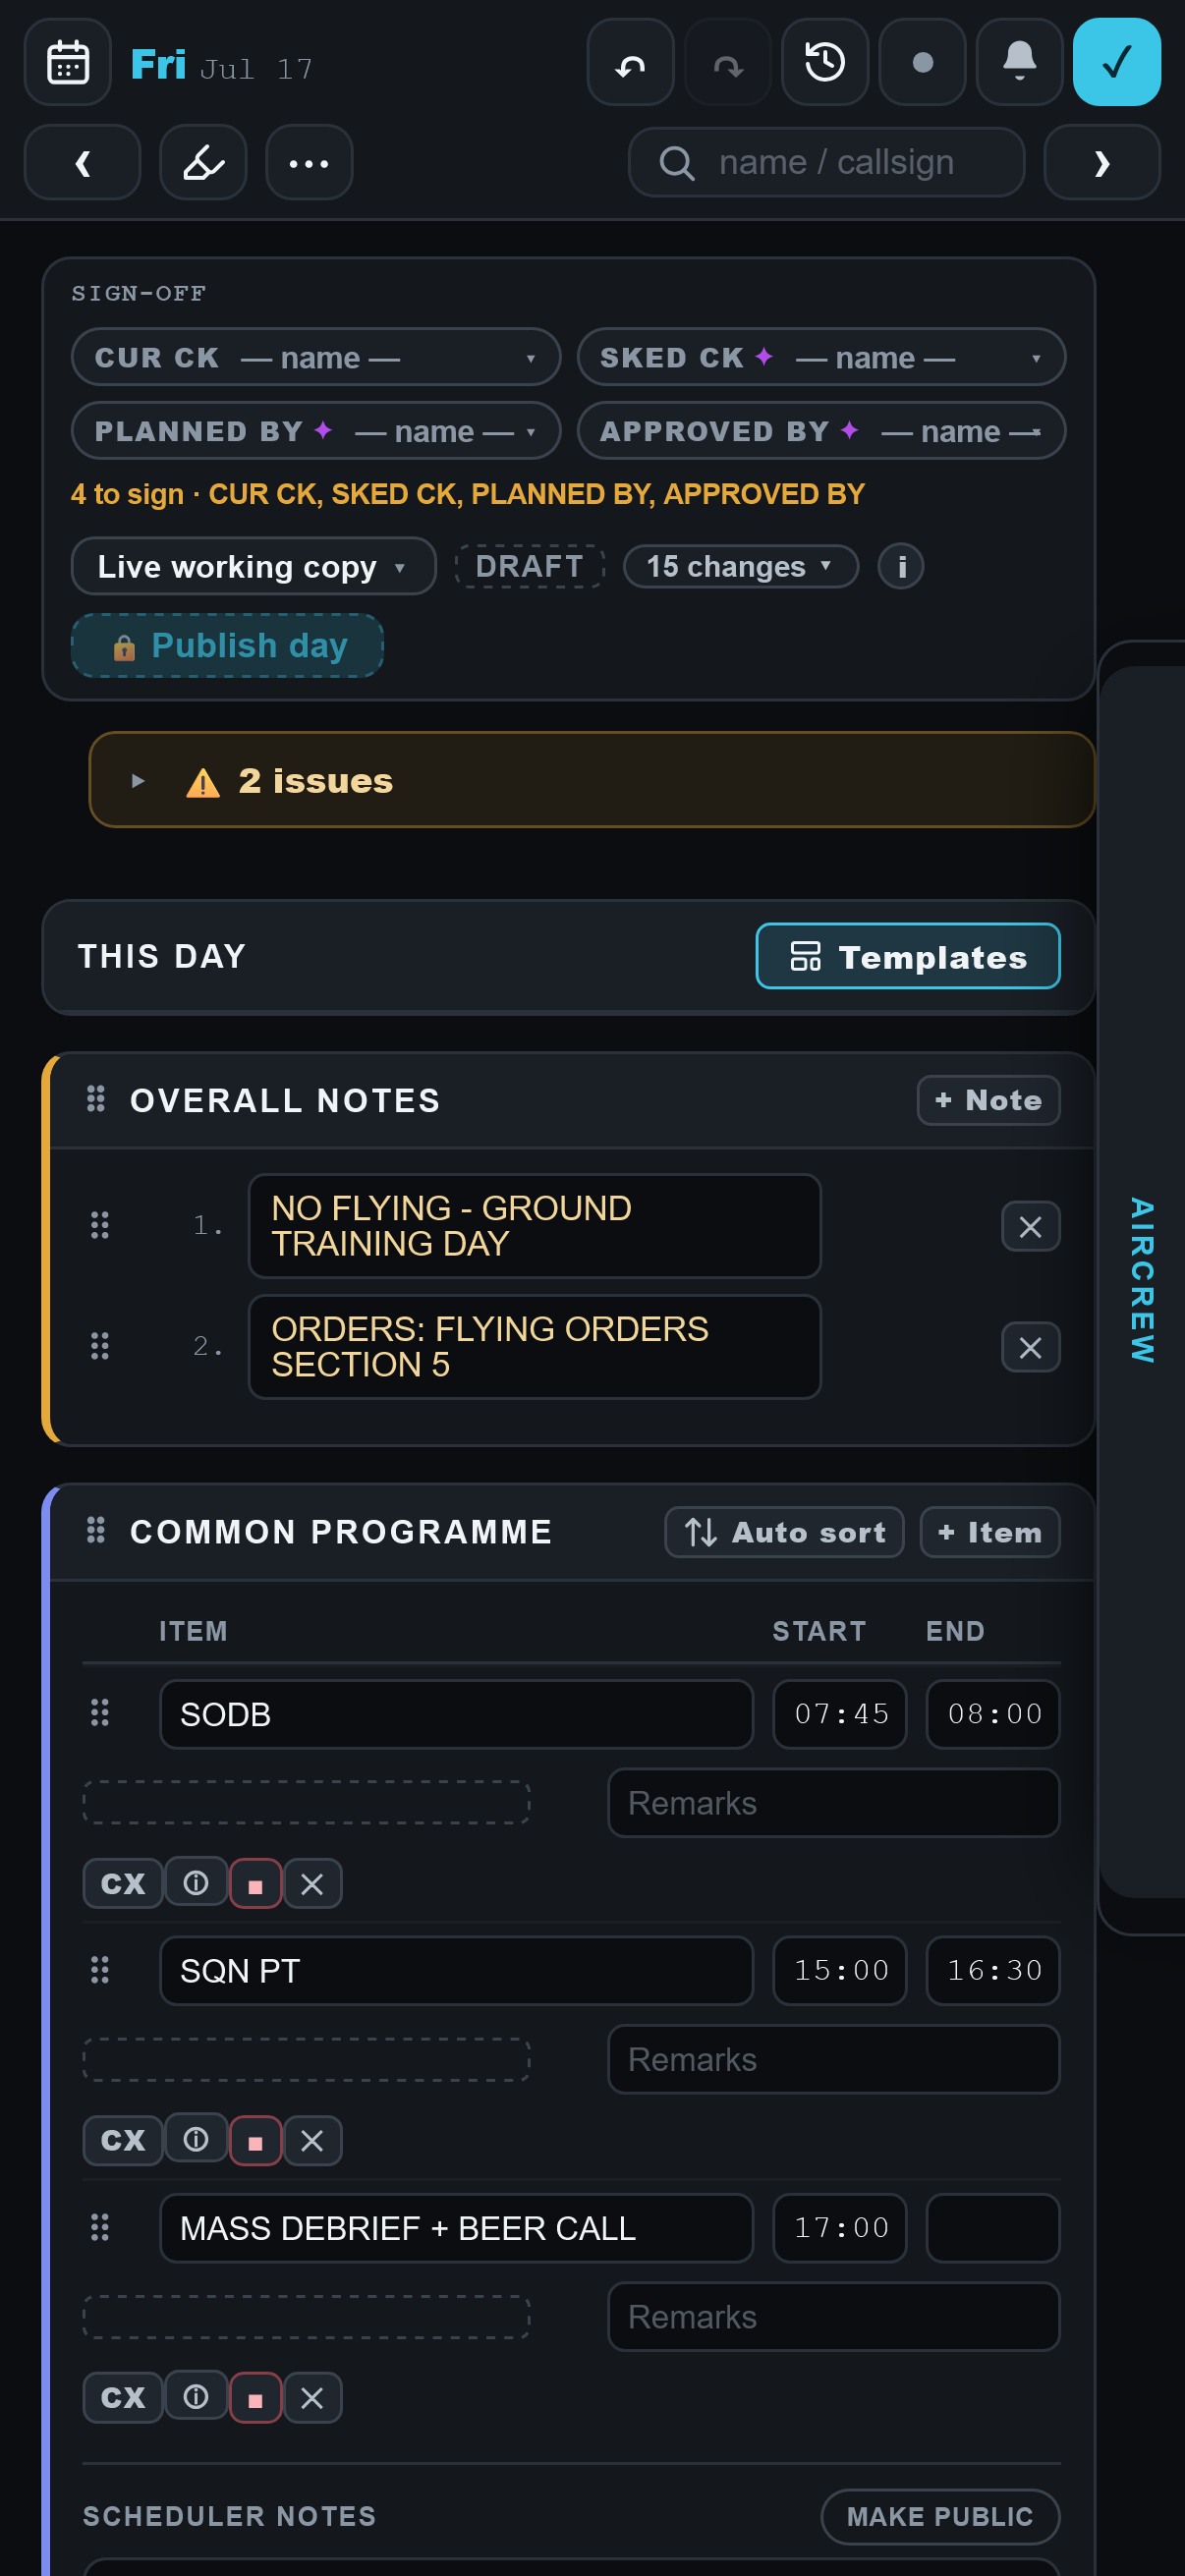 Fri Jul 17
name / callsign
SIGN-OFF
CUR CK — name —
SKED CK — name —
PLANNED BY — name —
APPROVED BY — name —
4 to sign · CUR CK, SKED CK, PLANNED BY, APPROVED BY
Live working copy DRAFT 15 changes i
Publish day
2 issues
THIS DAY Templates
OVERALL NOTES + Note
1. NO FLYING - GROUND
TRAINING DAY
2. ORDERS: FLYING ORDERS
SECTION 5
AIRCREW
COMMON PROGRAMME Auto sort + Item
ITEM START END
SODB 07:45 08:00
Remarks
CX
SQN PT 15:00 16:30
Remarks
CX
MASS DEBRIEF + BEER CALL 17:00
Remarks
CX
SCHEDULER NOTES MAKE PUBLIC